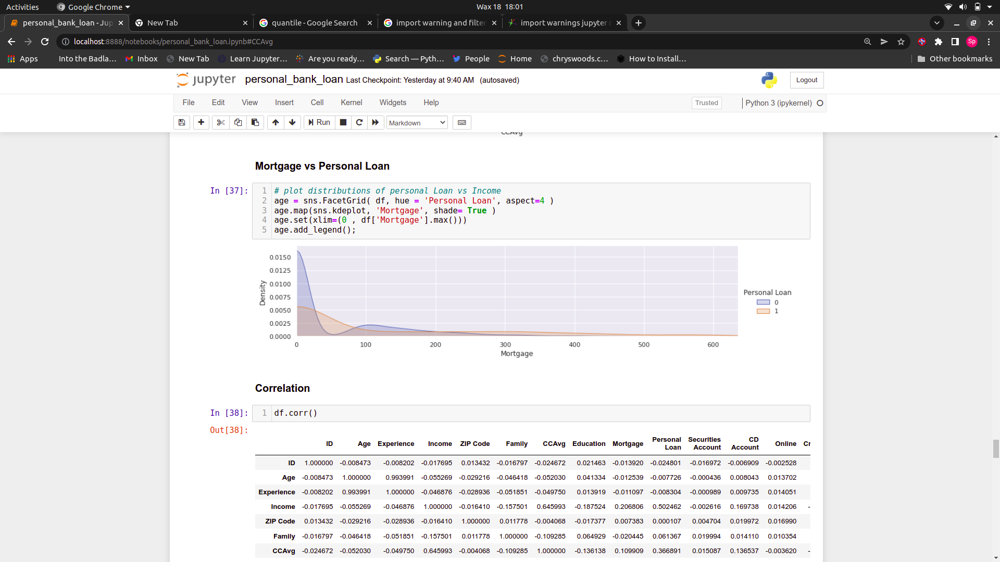 Activities Google Chrome Wax 18 18:01
personal_bank_loan - Jup New Tab quantile - Google Search import warning and filter import warnings jupyter n
localhost:8888/notebooks/personal_bank_loan.ipynb#CCAvg Sp
Apps Into the Badla… Inbox New Tab Learn Jupyter… Are you ready… Search — Pyth… People Home chryswoods.c… How to Install… Other bookmarks
jupyter personal_bank_loan Last Checkpoint: Yesterday at 9:40 AM (autosaved) Logout
File Edit View Insert Cell Kernel Widgets Help Trusted Python 3 (ipykernel)
Run Markdown
CCAvg
Mortgage vs Personal Loan
In [37]:
1 # plot distributions of personal Loan vs Income
2 age = sns.FacetGrid( df, hue = 'Personal Loan', aspect=4 )
3 age.map(sns.kdeplot, 'Mortgage', shade= True )
4 age.set(xlim=(0 , df['Mortgage'].max()))
5 age.add_legend();
Density
0.0150
0.0125
0.0100
0.0075
0.0050
0.0025
0.0000
0 100 200 300 400 500 600
Mortgage
Personal Loan
0
1
Correlation
In [38]: 1 df.corr()
Out[38]:
ID Age Experience Income ZIP Code Family CCAvg Education Mortgage Personal Loan Securities Account CD Account Online Cr
ID 1.000000 -0.008473 -0.008202 -0.017695 0.013432 -0.016797 -0.024672 0.021463 -0.013920 -0.024801 -0.016972 -0.006909 -0.002528
Age -0.008473 1.000000 0.993991 -0.055269 -0.029216 -0.046418 -0.052030 0.041334 -0.012539 -0.007726 -0.000436 0.008043 0.013702
Experience -0.008202 0.993991 1.000000 -0.046876 -0.028936 -0.051851 -0.049750 0.013919 -0.011097 -0.008304 -0.000989 0.009735 0.014051
Income -0.017695 -0.055269 -0.046876 1.000000 -0.016410 -0.157501 0.645993 -0.187524 0.206806 0.502462 -0.002616 0.169738 0.014206 -
ZIP Code 0.013432 -0.029216 -0.028936 -0.016410 1.000000 0.011778 -0.004068 -0.017377 0.007383 0.000107 0.004704 0.019972 0.016990
Family -0.016797 -0.046418 -0.051851 -0.157501 0.011778 1.000000 -0.109285 0.064929 -0.020445 0.061367 0.019994 0.014110 0.010354
CCAvg -0.024672 -0.052030 -0.049750 0.645993 -0.004068 -0.109285 1.000000 -0.136138 0.109909 0.366891 0.015087 0.136537 -0.003620 -